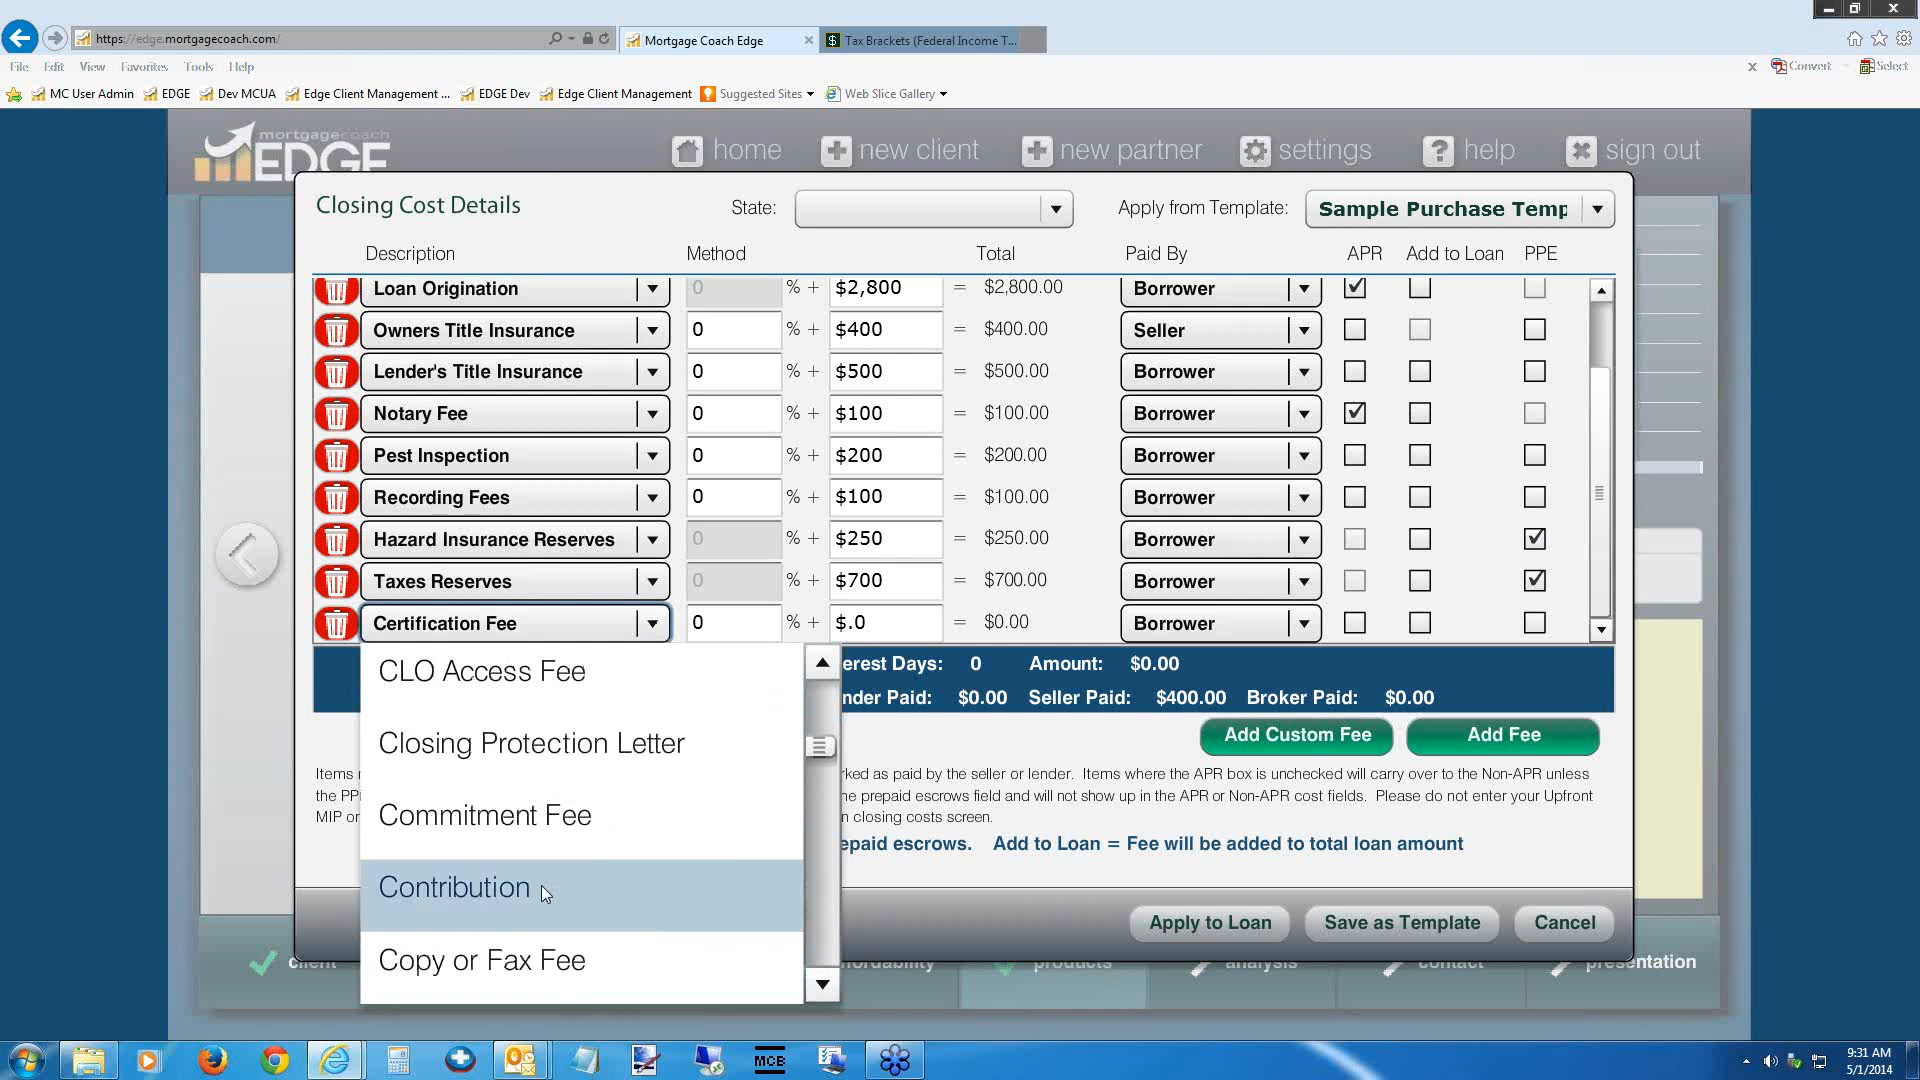 https://edge.mortgagecoach.com/
Mortgage Coach Edge
Tax Brackets (Federal Income T...
File Edit View Favorites Tools Help
Convert
Select
MC User Admin EDGE Dev MCUA Edge Client Management ... EDGE Dev Edge Client Management Suggested Sites Web Slice Gallery
mortgagecoach
EDGE
home new client new partner settings help sign out
Closing Cost Details State: Apply from Template: Sample Purchase Temp
Description Method Total Paid By APR Add to Loan PPE
Loan Origination 0 % + $2,800 = $2,800.00 Borrower
Owners Title Insurance 0 % + $400 = $400.00 Seller
Lender's Title Insurance 0 % + $500 = $500.00 Borrower
Notary Fee 0 % + $100 = $100.00 Borrower
Pest Inspection 0 % + $200 = $200.00 Borrower
Recording Fees 0 % + $100 = $100.00 Borrower
Hazard Insurance Reserves 0 % + $250 = $250.00 Borrower
Taxes Reserves 0 % + $700 = $700.00 Borrower
Certification Fee 0 % + $.0 = $0.00 Borrower
CLO Access Fee
Closing Protection Letter
Commitment Fee
Contribution
Copy or Fax Fee
erest Days: 0 Amount: $0.00
nder Paid: $0.00 Seller Paid: $400.00 Broker Paid: $0.00
Add Custom Fee Add Fee
Items rked as paid by the seller or lender. Items where the APR box is unchecked will carry over to the Non-APR unless
the PP ne prepaid escrows field and will not show up in the APR or Non-APR cost fields. Please do not enter your Upfront
MIP or n closing costs screen.
epaid escrows. Add to Loan = Fee will be added to total loan amount
Apply to Loan Save as Template Cancel
client ordability products analysis contact presentation
MCB
9:31 AM
5/1/2014